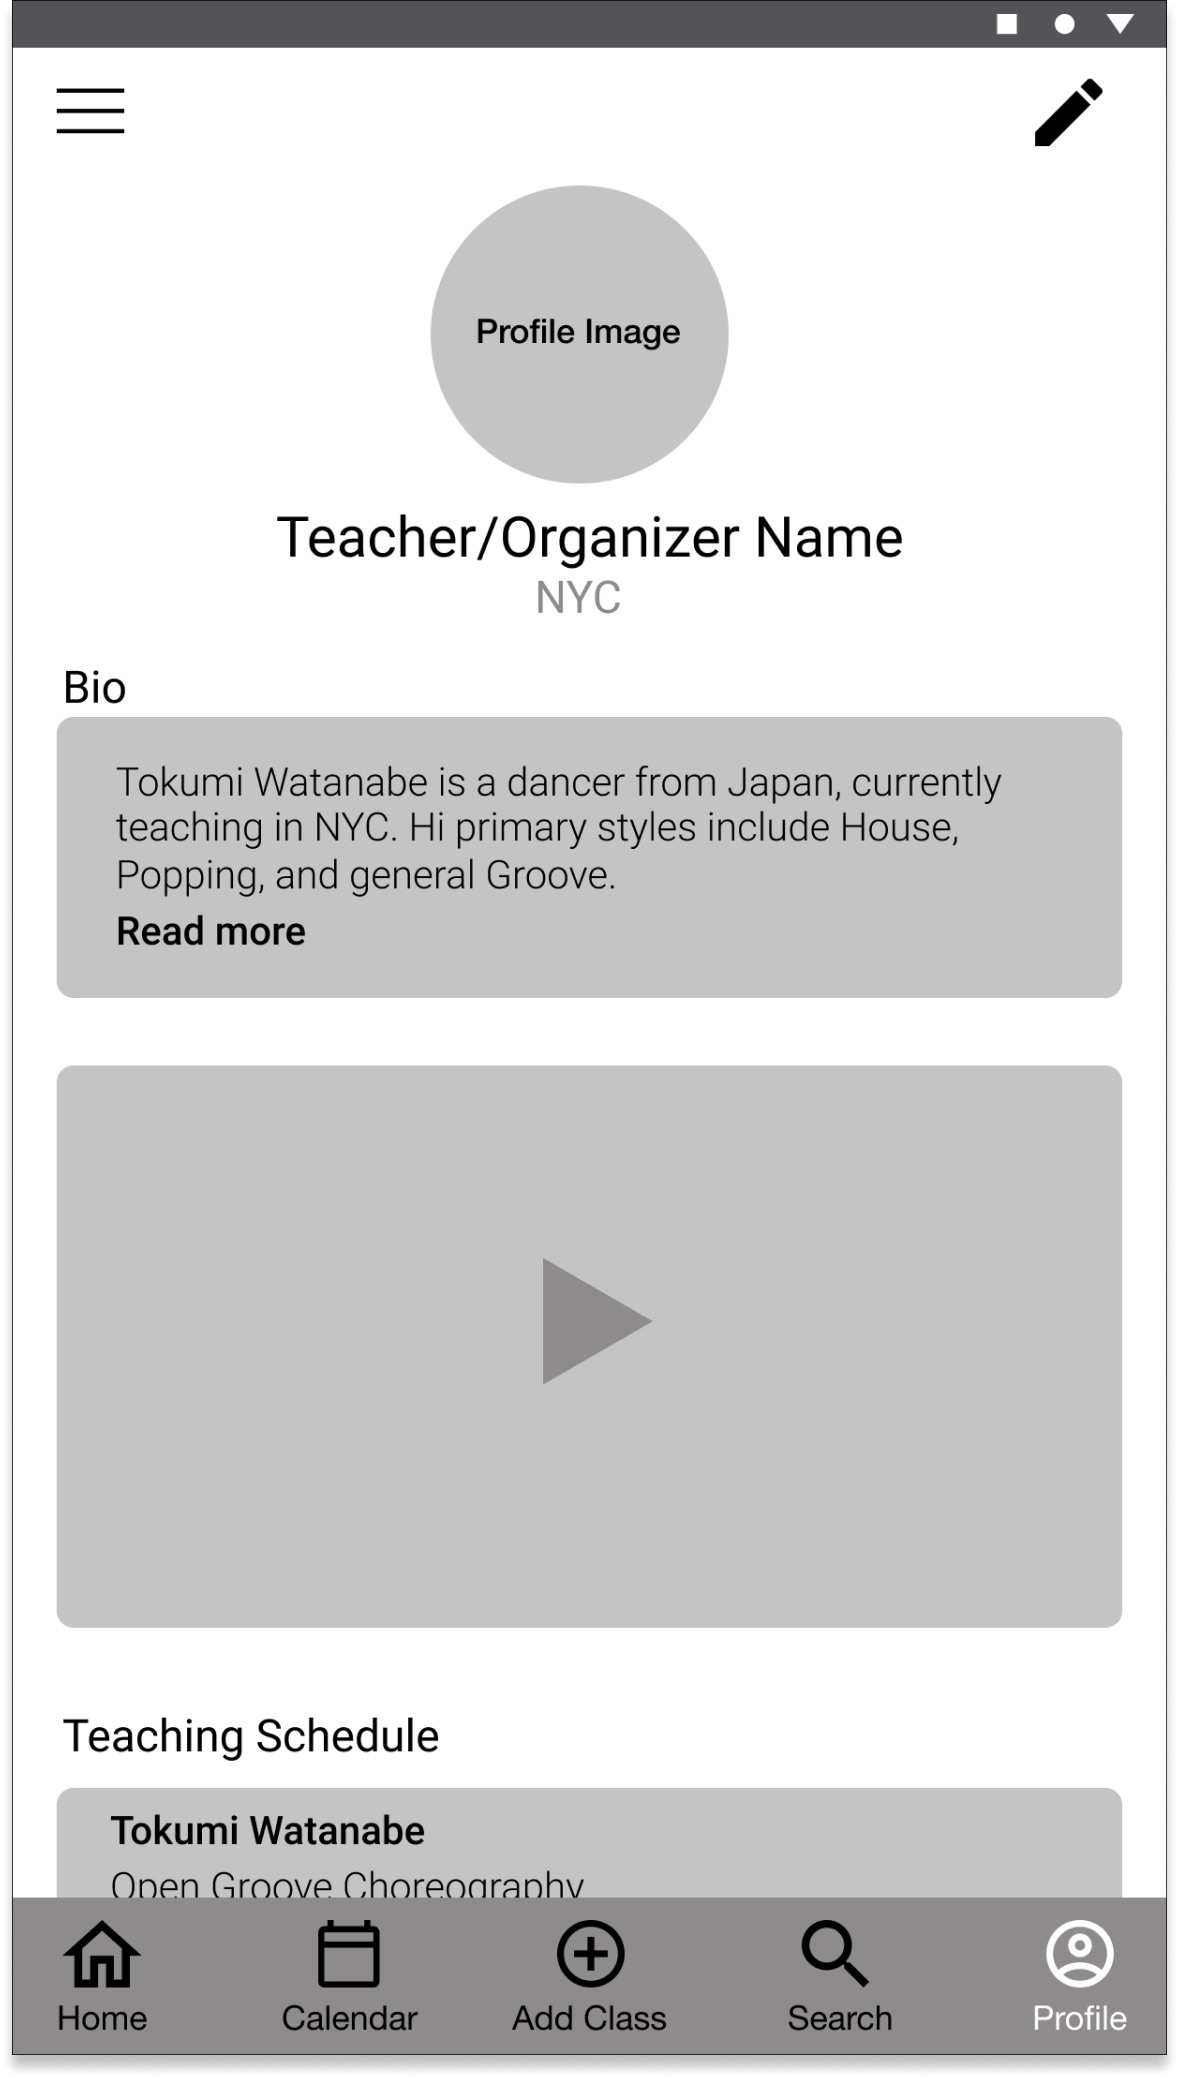 Profile Image
Teacher/Organizer Name
NYC
Bio
Tokumi Watanabe is a dancer from Japan, currently
teaching in NYC. Hi primary styles include House,
Popping, and general Groove.
Read more
Teaching Schedule
Tokumi Watanabe
Open Groove Choreography
Home
Calendar
Add Class
Search
Profile